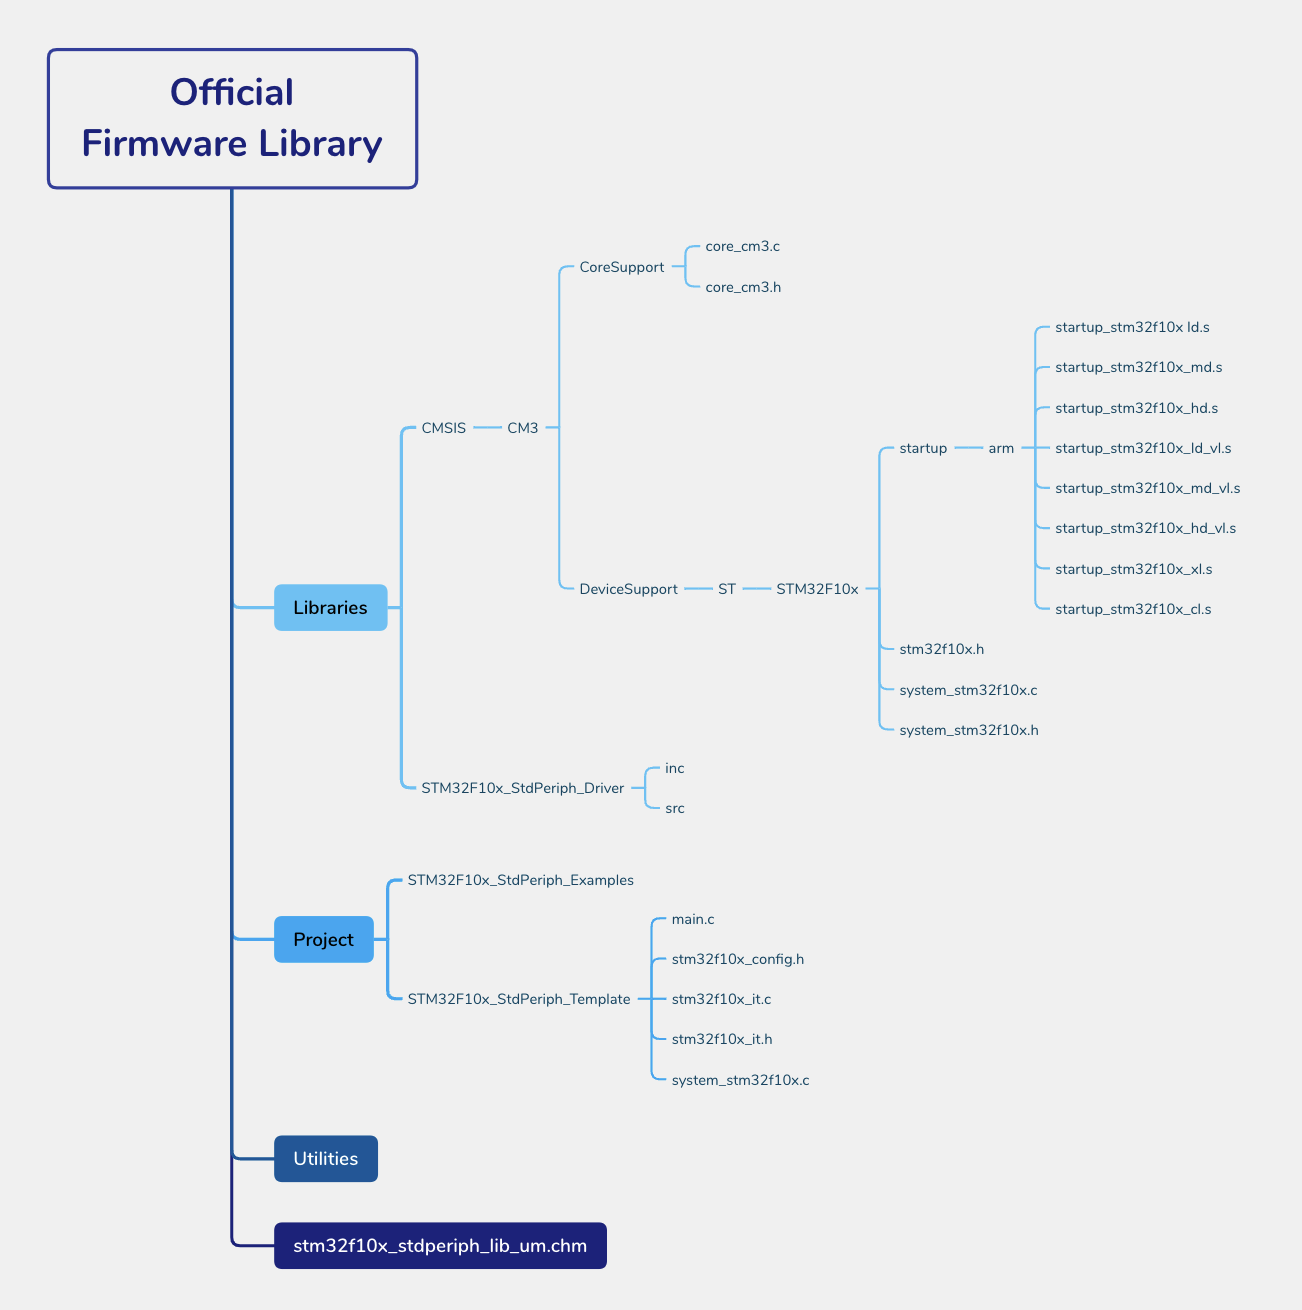 Official
Firmware Library
core_cm3.c
CoreSupport
core_cm3.h
startup_stm32f10x ld.s
startup_stm32f10x_md.s
startup_stm32f10x_hd.s
CMSIS
CM3
startup
arm
startup_stm32f10x_ld_vl.s
startup_stm32f10x_md_vl.s
startup_stm32f10x_hd_vl.s
startup_stm32f10x_xl.s
DeviceSupport
ST
STM32F10x
Libraries
startup_stm32f10x_cl.s
stm32f10x.h
system_stm32f10x.c
system_stm32f10x.h
inc
STM32F10x_StdPeriph_Driver
src
STM32F10x_StdPeriph_Examples
main.c
Project
stm32f10x_config.h
STM32F10x_StdPeriph_Template
stm32f10x_it.c
stm32f10x_it.h
system_stm32f10x.c
Utilities
stm32f10x_stdperiph_lib_um.chm